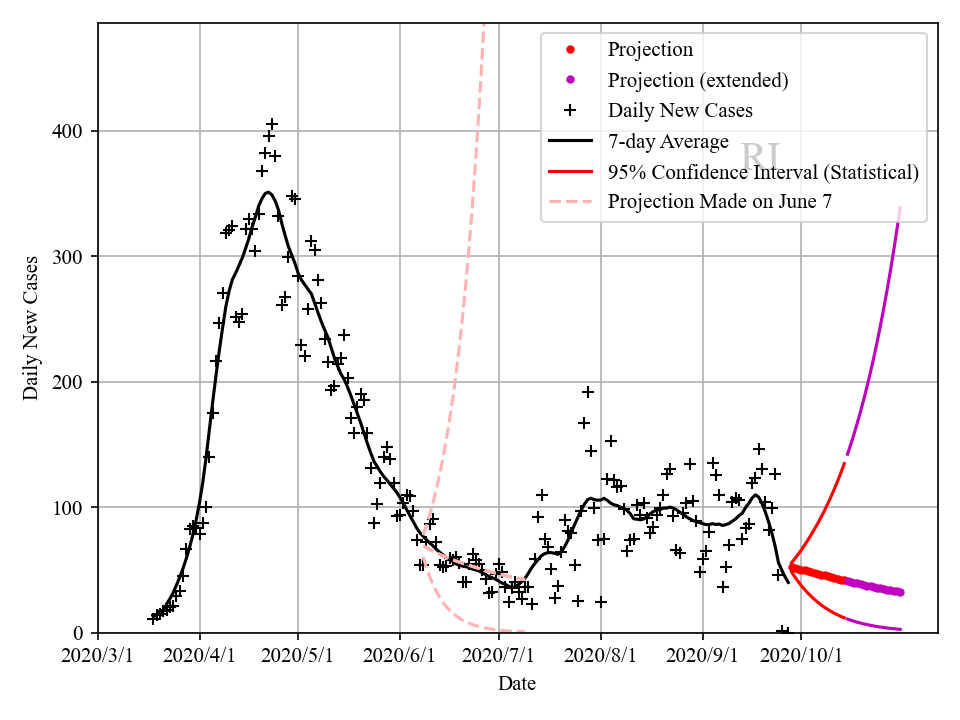 Projection
Projection (extended)
Daily New Cases
7-day Average
RI
95% Confidence Interval (Statistical)
Projection Made on June 7
Daily New Cases
400
300
200
100
0
2020/3/1 2020/4/1 2020/5/1 2020/6/1 2020/7/1 2020/8/1 2020/9/1 2020/10/1
Date